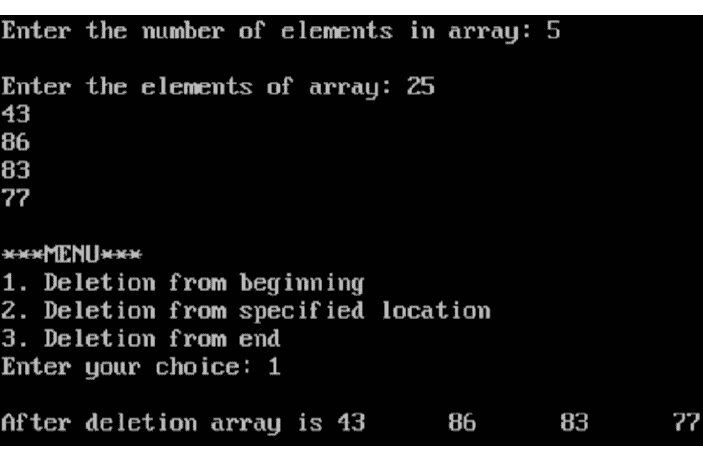 Enter the number of elements in array: 5
Enter the elements of array: 25
43
86
83
77
***MENU***
1. Deletion from beginning
2. Deletion from specified location
3. Deletion from end
Enter your choice: 1
After deletion array is 43 86 83 77